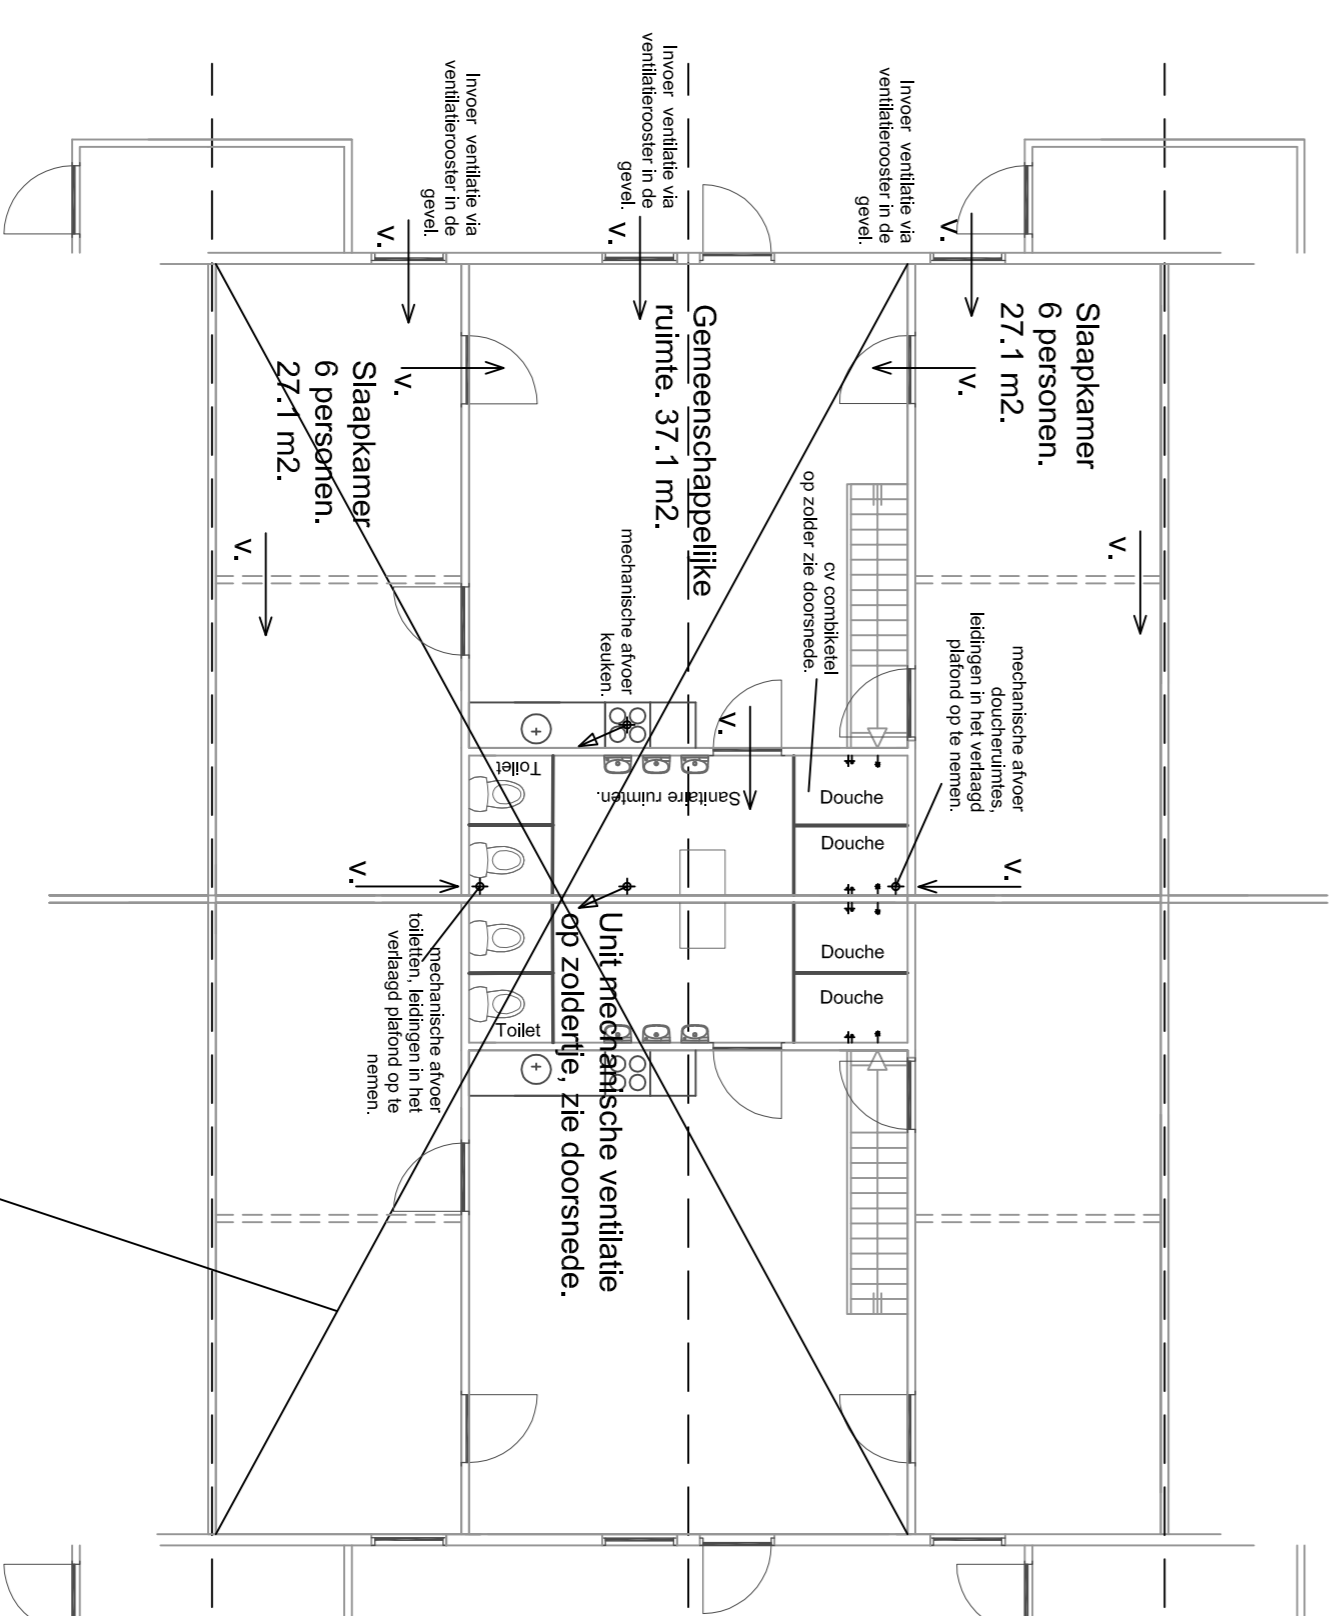 Invoer ventilatie via
ventilatierooster in de
gevel.
Invoer ventilatie via
ventilatierooster in de
gevel.
Invoer ventilatie via
ventilatierooster in de
gevel.
v.
v.
v.
Slaapkamer
6 personen.
27.1 m2.
Gemeenschappelijke
ruimte. 37.1 m2.
Slaapkamer
6 personen.
27.1 m2.
v.
v.
v.
v.
cv combiketel
op zolder zie doorsnede.
mechanische afvoer
keuken.
mechanische afvoer
doucheruimtes,
leidingen in het verlaagd
plafond op te nemen.
v.
Toilet
Sanitaire ruimten.
Douche
Douche
v.
v.
Douche
Douche
Toilet
Unit mechanische ventilatie
op zoldertje, zie doorsnede.
mechanische afvoer
toiletten, leidingen in het
verlaagd plafond op te
nemen.